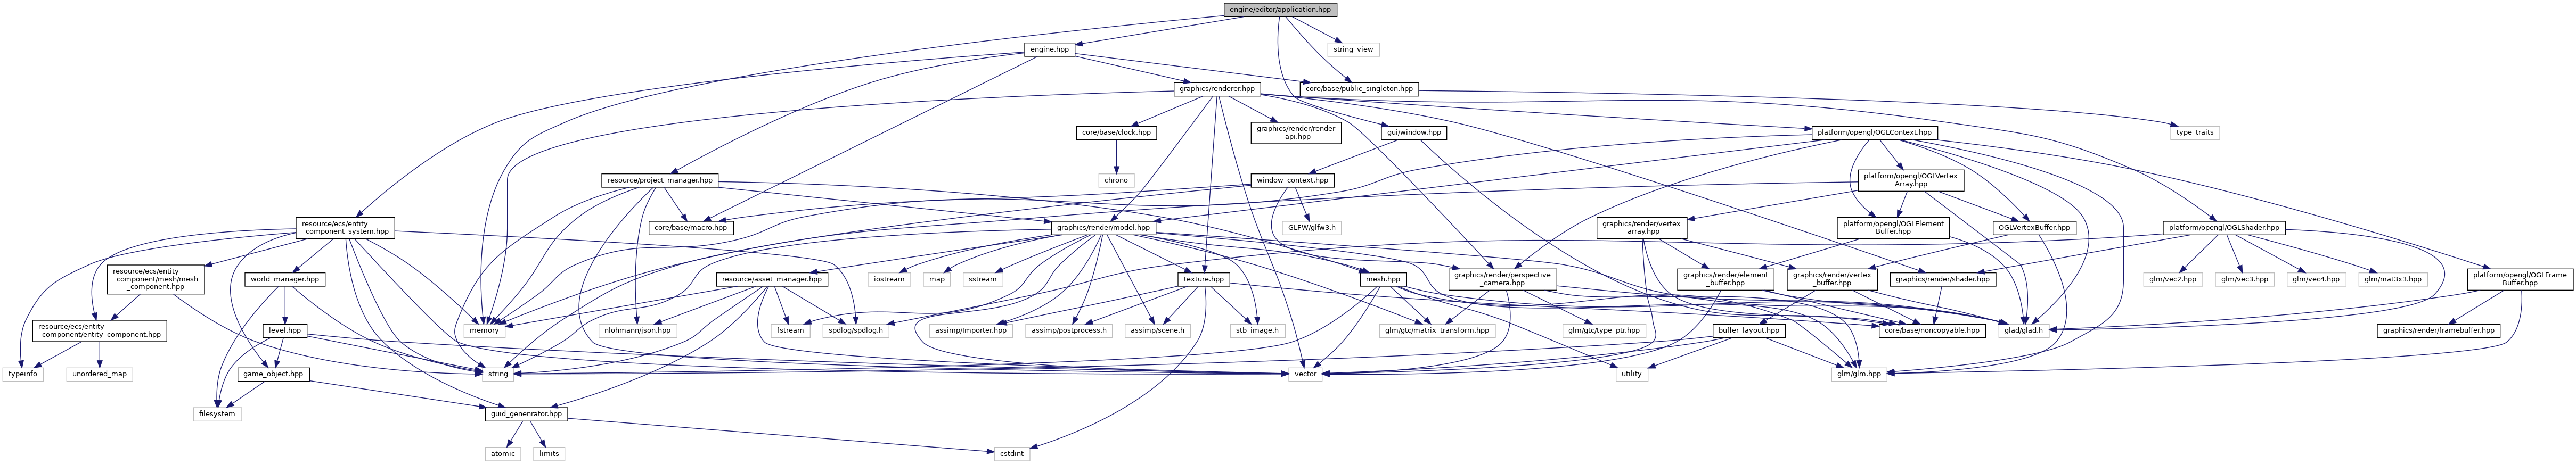 engine/editor/application.hpp
engine.hpp
string_view
graphics/renderer.hpp
core/base/public_singleton.hpp
core/base/clock.hpp
graphics/render/render
_api.hpp
gui/window.hpp
platform/opengl/OGLContext.hpp
type_traits
resource/project_manager.hpp
chrono
window_context.hpp
platform/opengl/OGLVertex
Array.hpp
resource/ecs/entity
_component_system.hpp
core/base/macro.hpp
graphics/render/model.hpp
GLFW/glfw3.h
graphics/render/vertex
_array.hpp
platform/opengl/OGLElement
Buffer.hpp
OGLVertexBuffer.hpp
platform/opengl/OGLShader.hpp
resource/ecs/entity
_component/mesh/mesh
_component.hpp
world_manager.hpp
resource/asset_manager.hpp
iostream
map
sstream
texture.hpp
mesh.hpp
graphics/render/perspective
_camera.hpp
graphics/render/element
_buffer.hpp
graphics/render/vertex
_buffer.hpp
graphics/render/shader.hpp
glm/vec2.hpp
glm/vec3.hpp
glm/vec4.hpp
glm/mat3x3.hpp
platform/opengl/OGLFrame
Buffer.hpp
resource/ecs/entity
_component/entity_component.hpp
level.hpp
memory
nlohmann/json.hpp
fstream
spdlog/spdlog.h
assimp/Importer.hpp
assimp/postprocess.h
assimp/scene.h
stb_image.h
glm/gtc/matrix_transform.hpp
glm/gtc/type_ptr.hpp
buffer_layout.hpp
core/base/noncopyable.hpp
glad/glad.h
graphics/render/framebuffer.hpp
typeinfo
unordered_map
game_object.hpp
string
vector
utility
glm/glm.hpp
filesystem
guid_genenrator.hpp
atomic
limits
cstdint